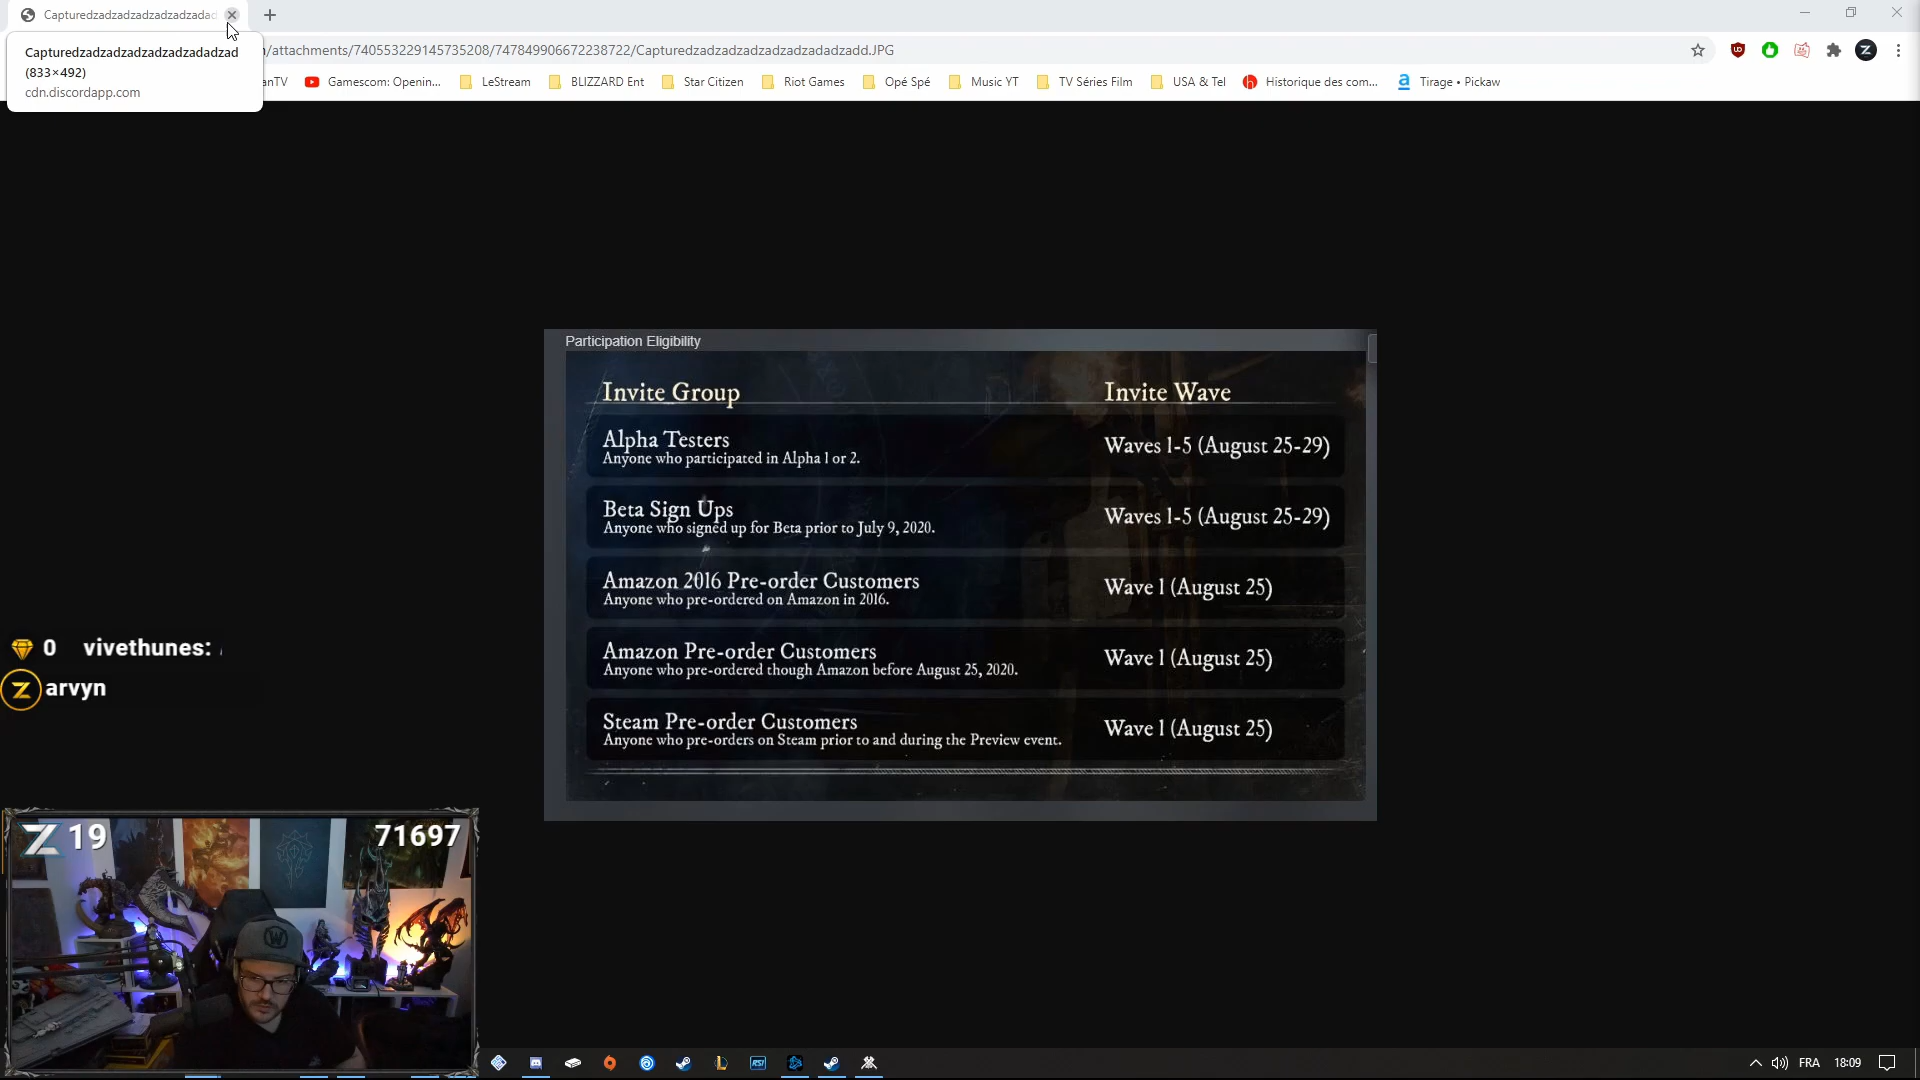 Capturedzadzadzadzadzadzadzadad
Capturedzadzadzadzadzadzadadzad
(833×492)
cdn.discordapp.com
/attachments/740553229145735208/747849906672238722/Capturedzadzadzadzadzadzadadzadd.JPG
anTV
Gamescom: Openin...
LeStream
BLIZZARD Ent
Star Citizen
Riot Games
Opé Spé
Music YT
TV Séries Film
USA & Tel
Historique des com...
Tirage • Pickaw
Participation Eligibility
Invite Group Invite Wave
Alpha Testers
Anyone who participated in Alpha 1 or 2.
Waves 1-5 (August 25-29)
Beta Sign Ups
Anyone who signed up for Beta prior to July 9, 2020.
Waves 1-5 (August 25-29)
Amazon 2016 Pre-order Customers
Anyone who pre-ordered on Amazon in 2016.
Wave 1 (August 25)
Amazon Pre-order Customers
Anyone who pre-ordered though Amazon before August 25, 2020.
Wave 1 (August 25)
Steam Pre-order Customers
Anyone who pre-orders on Steam prior to and during the Preview event.
Wave 1 (August 25)
0 vivethunes:
Z arvyn
Z 19 71697
RSI
FRA 18:09